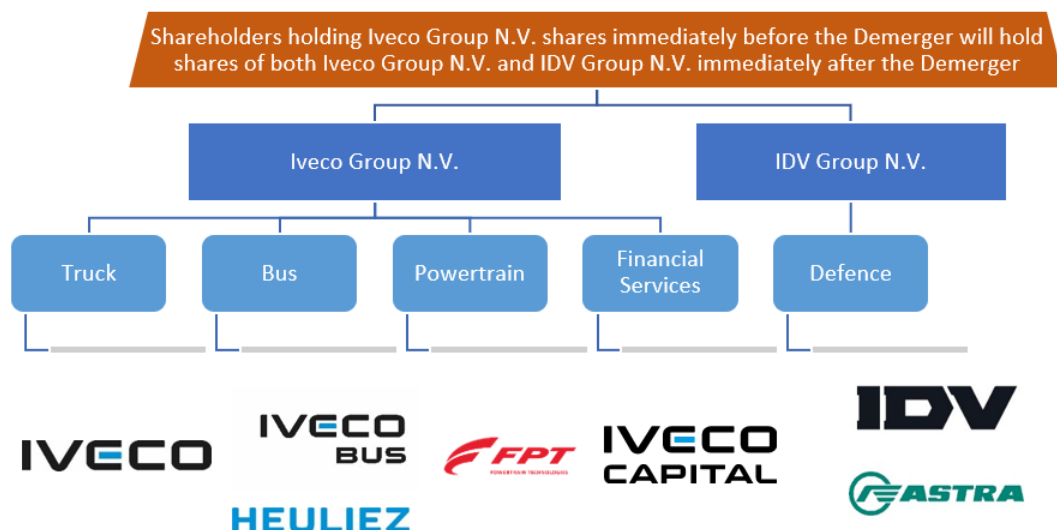 Shareholders holding Iveco Group N.V. shares immediately before the Demerger will hold
shares of both Iveco Group N.V. and IDV Group N.V. immediately after the Demerger
Iveco Group N.V.
IDV Group N.V.
Truck
Bus
Powertrain
Financial
Services
Defence
IVECO
IVECO
BUS
HEULIEZ
FPT
POWERTRAIN TECHNOLOGIES
IVECO
CAPITAL
IDV
ASTRA